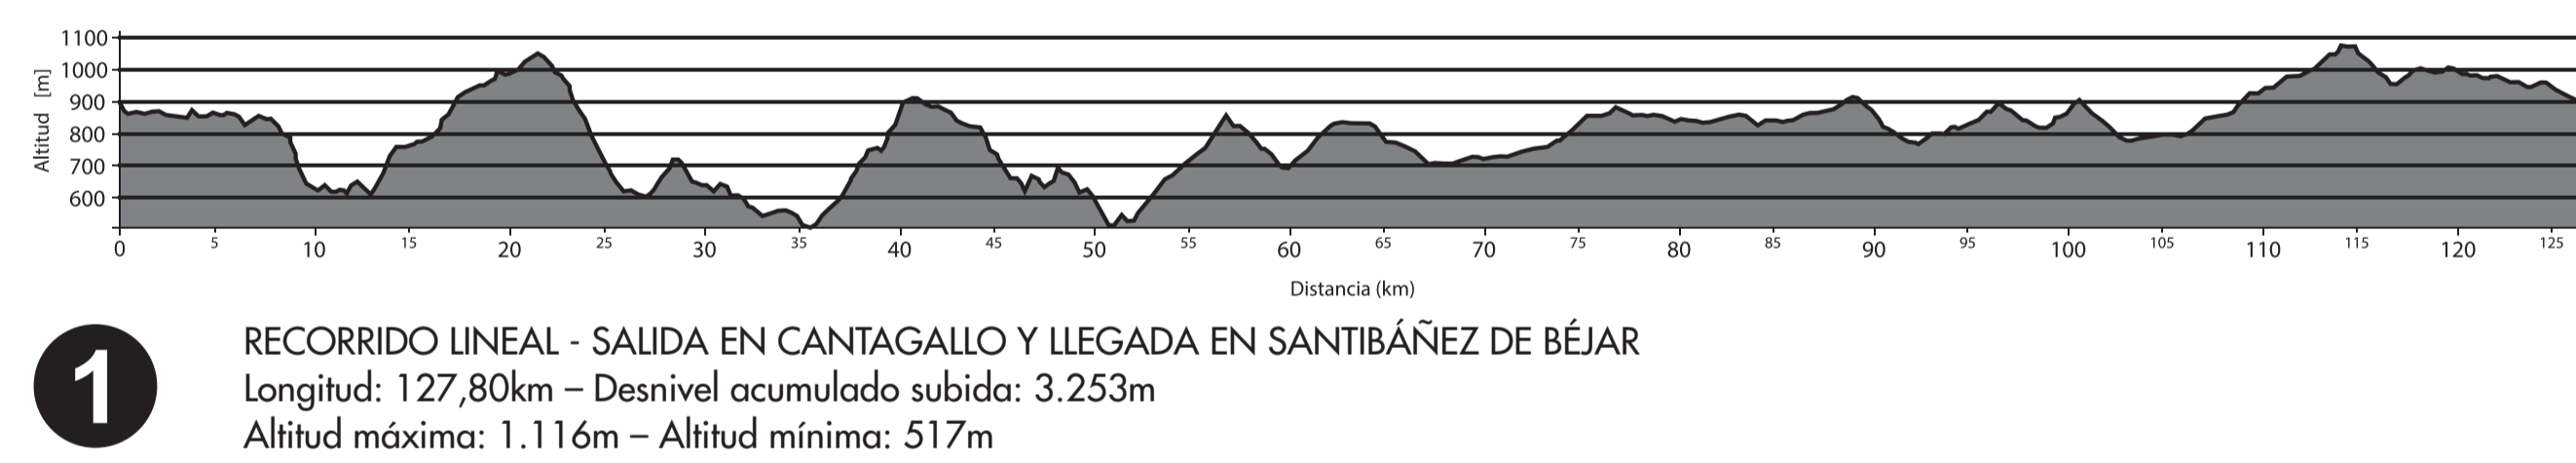 Altitud [m]
1100
1000
900
800
700
600
0 5 10 15 20 25 30 35 40 45 50 55 60 65 70 75 80 85 90 95 100 105 110 115 120 125
Distancia (km)
1
RECORRIDO LINEAL - SALIDA EN CANTAGALLO Y LLEGADA EN SANTIBÁÑEZ DE BÉJAR
Longitud: 127,80km – Desnivel acumulado subida: 3.253m
Altitud máxima: 1.116m – Altitud mínima: 517m